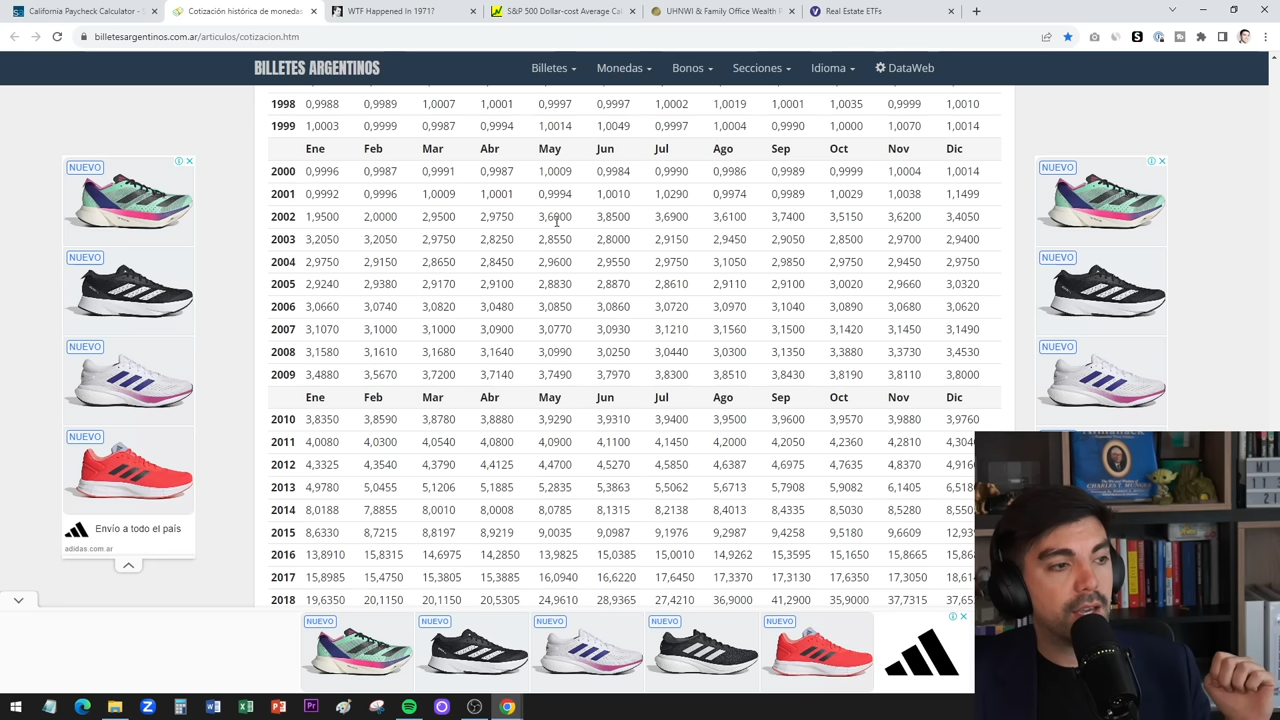 California Paycheck Calculator - S
Cotización histórica de monedas
WTF Happened In 1971?
S&P 500 Dollar-cost Average Cal
UHNWI & Family Office Wealth R
Real Estate ETFs
billetesargentinos.com.ar/articulos/cotizacion.htm
BILLETES ARGENTINOS
Billetes Monedas Bonos Secciones Idioma DataWeb
1998 0,9988 0,9989 1,0007 1,0001 0,9997 0,9997 1,0002 1,0019 1,0001 1,0035 0,9999 1,0010
1999 1,0003 0,9999 0,9987 0,9994 1,0014 1,0049 0,9997 1,0004 0,9990 1,0000 1,0070 1,0014
Ene Feb Mar Abr May Jun Jul Ago Sep Oct Nov Dic
2000 0,9996 0,9987 0,9991 0,9987 1,0009 0,9984 0,9990 0,9986 0,9989 0,9999 1,0004 1,0014
2001 0,9992 0,9996 1,0009 1,0001 0,9994 1,0010 1,0290 0,9974 0,9989 1,0029 1,0038 1,1499
2002 1,9500 2,0000 2,9500 2,9750 3,8500 3,6900 3,6100 3,7400 3,5150 3,6200 3,4050
2003 3,2050 3,2050 2,9750 2,8250 2,8550 2,8000 2,9150 2,9450 2,9050 2,8500 2,9700 2,9400
2004 2,9750 2,9150 2,8650 2,8450 2,9600 2,9550 2,9750 3,1050 2,9850 2,9750 2,9450 2,9750
2005 2,9240 2,9380 2,9170 2,9100 2,8830 2,8870 2,8610 2,9110 2,9100 3,0020 2,9660 3,0320
2006 3,0660 3,0740 3,0820 3,0480 3,0850 3,0860 3,0720 3,0970 3,1040 3,0890 3,0680 3,0620
2007 3,1070 3,1000 3,1000 3,0900 3,0770 3,0930 3,1210 3,1560 3,1500 3,1420 3,1450 3,1490
2008 3,1580 3,1610 3,1680 3,1640 3,0990 3,0250 3,0440 3,0300 3,1350 3,3880 3,3730 3,4530
2009 3,4880 3,5670 3,7200 3,7140 3,7490 3,7970 3,8300 3,8510 3,8430 3,8190 3,8110 3,8000
Ene Feb Mar Abr May Jun Jul Ago Sep Oct Nov Dic
2010 3,8350 3,8590 3,8780 3,8880 3,9290 3,9310 3,9400 3,9500 3,9600 3,9570 3,9880 3,9760
2011 4,0080 4,0300 4,0540 4,0800 4,0900 4,1100 4,1450 4,2000 4,2050 4,2350 4,2810 4,304
2012 4,3325 4,3540 4,3790 4,4125 4,4700 4,5270 4,5850 4,6387 4,6975 4,7635 4,8370 4,916
2013 4,9780 5,0455 5,1206 5,1885 5,2835 5,3863 5,5062 5,6713 5,7908 5,9082 6,1405 6,518
2014 8,0188 7,8855 8,0010 8,0008 8,0785 8,1315 8,2138 8,4013 8,4335 8,5030 8,5280 8,550
2015 8,6330 8,7215 8,8197 8,9219 9,0035 9,0987 9,1976 9,2987 9,4258 9,5180 9,6609 12,93
2016 13,8910 15,8315 14,6975 14,2850 13,9825 15,0385 15,0010 14,9262 15,3595 15,1650 15,8665 15,86
2017 15,8985 15,4750 15,3805 15,3885 16,0940 16,6220 17,6450 17,3370 17,3130 17,6350 17,3050 18,61
2018 19,6350 20,1150 20,1150 20,5305 24,9610 28,9365 27,4210 36,9000 41,2900 35,9000 37,7315 37,65
NUEVO
NUEVO
NUEVO
NUEVO
Envío a todo el país
adidas.com.ar
NUEVO
NUEVO
NUEVO
NUEVO
NUEVO
NUEVO
NUEVO
NUEVO
CHARLES T. MUNGER